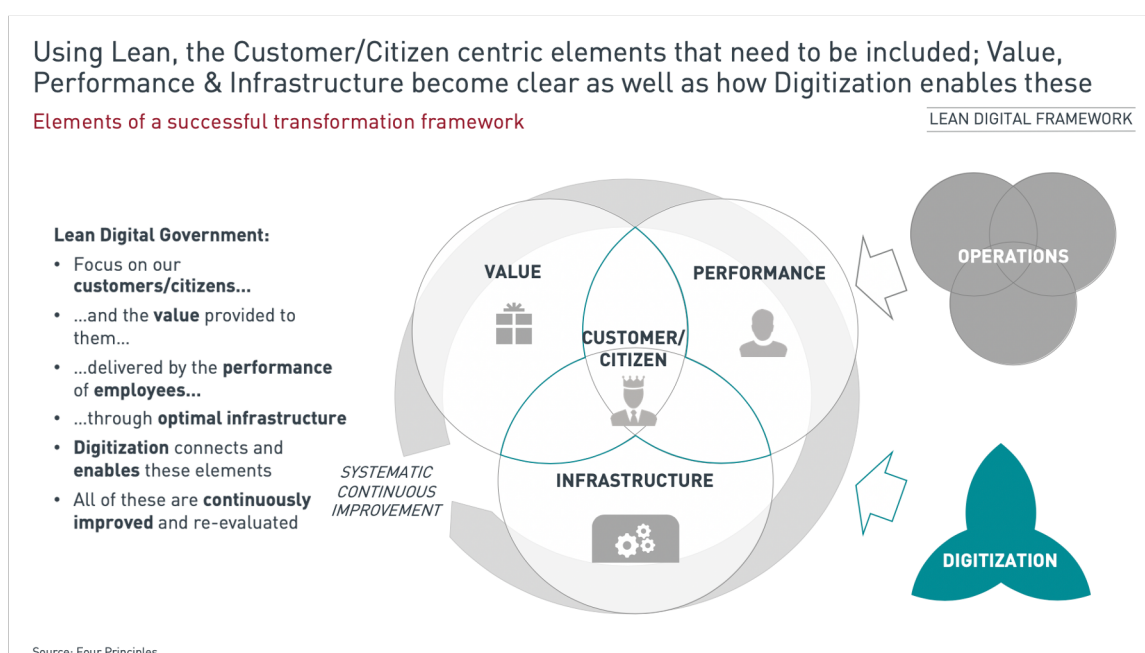 Using Lean, the Customer/Citizen centric elements that need to be included; Value,
Performance & Infrastructure become clear as well as how Digitization enables these
Elements of a successful transformation framework
LEAN DIGITAL FRAMEWORK
Lean Digital Government:
• Focus on our
customers/citizens...
• ...and the value provided to
them...
• ...delivered by the performance
of employees...
• ...through optimal infrastructure
• Digitization connects and
enables these elements
• All of these are continuously
improved and re-evaluated
SYSTEMATIC
CONTINUOUS
IMPROVEMENT
VALUE
PERFORMANCE
CUSTOMER/
CITIZEN
INFRASTRUCTURE
OPERATIONS
DIGITIZATION
Source: Four Principles